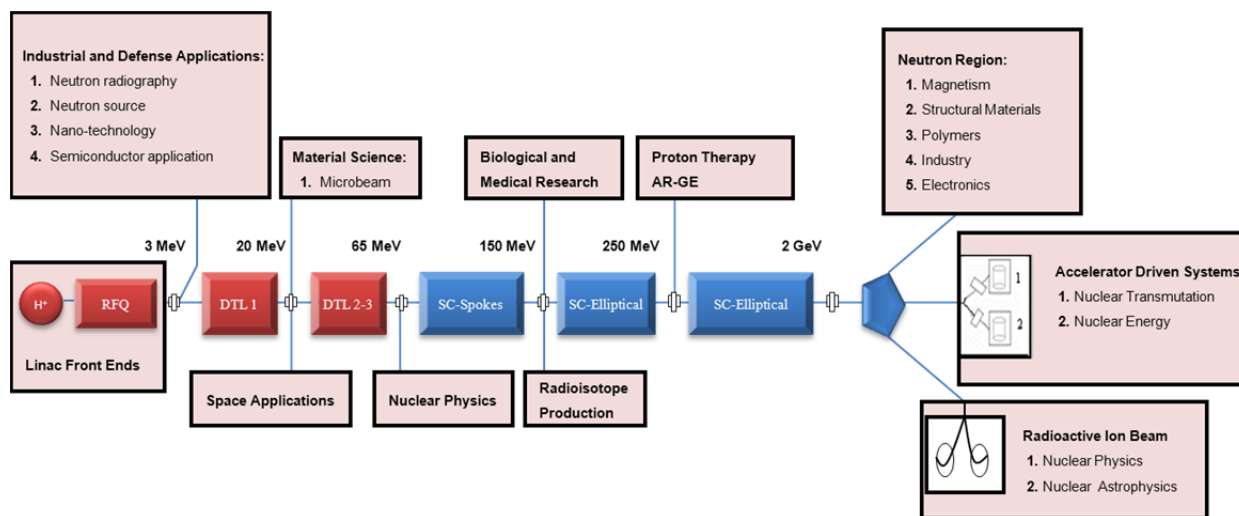 Industrial and Defense Applications:
1. Neutron radiography
2. Neutron source
3. Nano-technology
4. Semiconductor application
Material Science:
1. Microbeam
Biological and
Medical Research
Proton Therapy
AR-GE
Neutron Region:
1. Magnetism
2. Structural Materials
3. Polymers
4. Industry
5. Electronics
3 MeV
20 MeV
65 MeV
150 MeV
250 MeV
2 GeV
H⁺
RFQ
Linac Front Ends
DTL 1
DTL 2-3
SC-Spokes
SC-Elliptical
SC-Elliptical
1
2
Accelerator Driven Systems
1. Nuclear Transmutation
2. Nuclear Energy
Space Applications
Nuclear Physics
Radioisotope
Production
Radioactive Ion Beam
1. Nuclear Physics
2. Nuclear Astrophysics